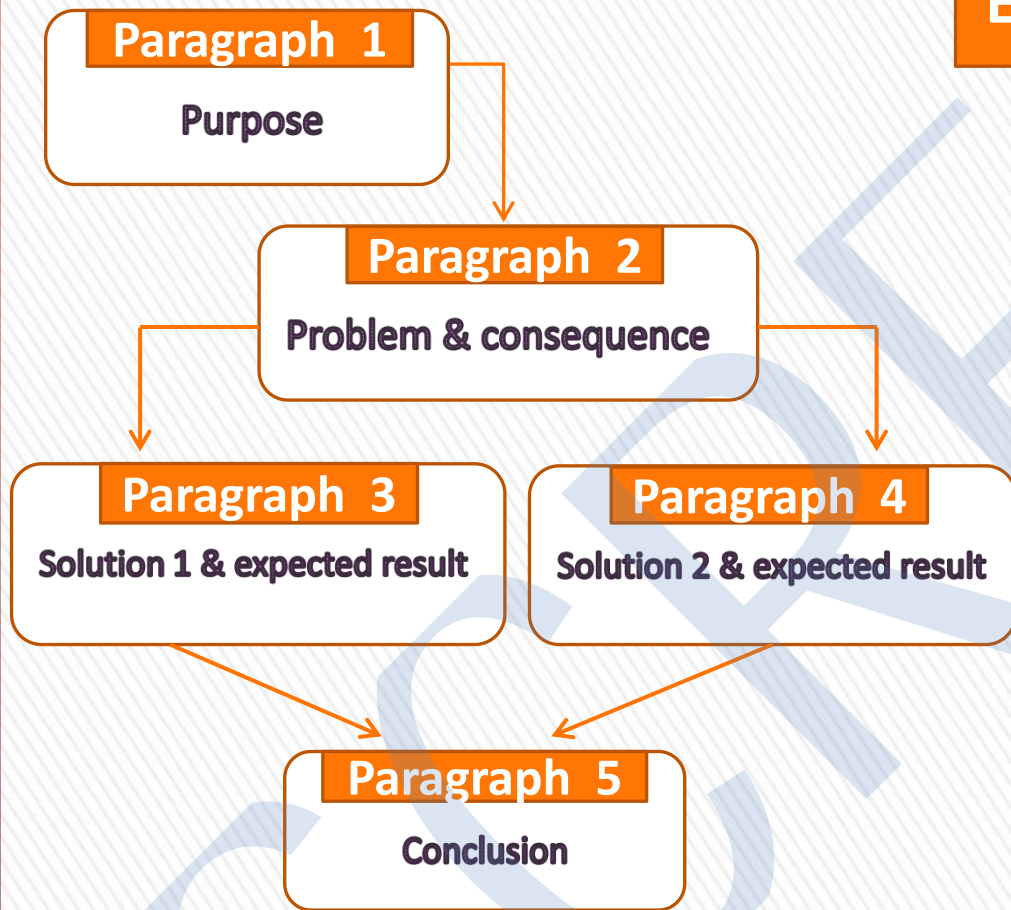 Paragraph 1
Purpose
Paragraph 2
Problem & consequence
Paragraph 3
Solution 1 & expected result
Paragraph 4
Solution 2 & expected result
Paragraph 5
Conclusion